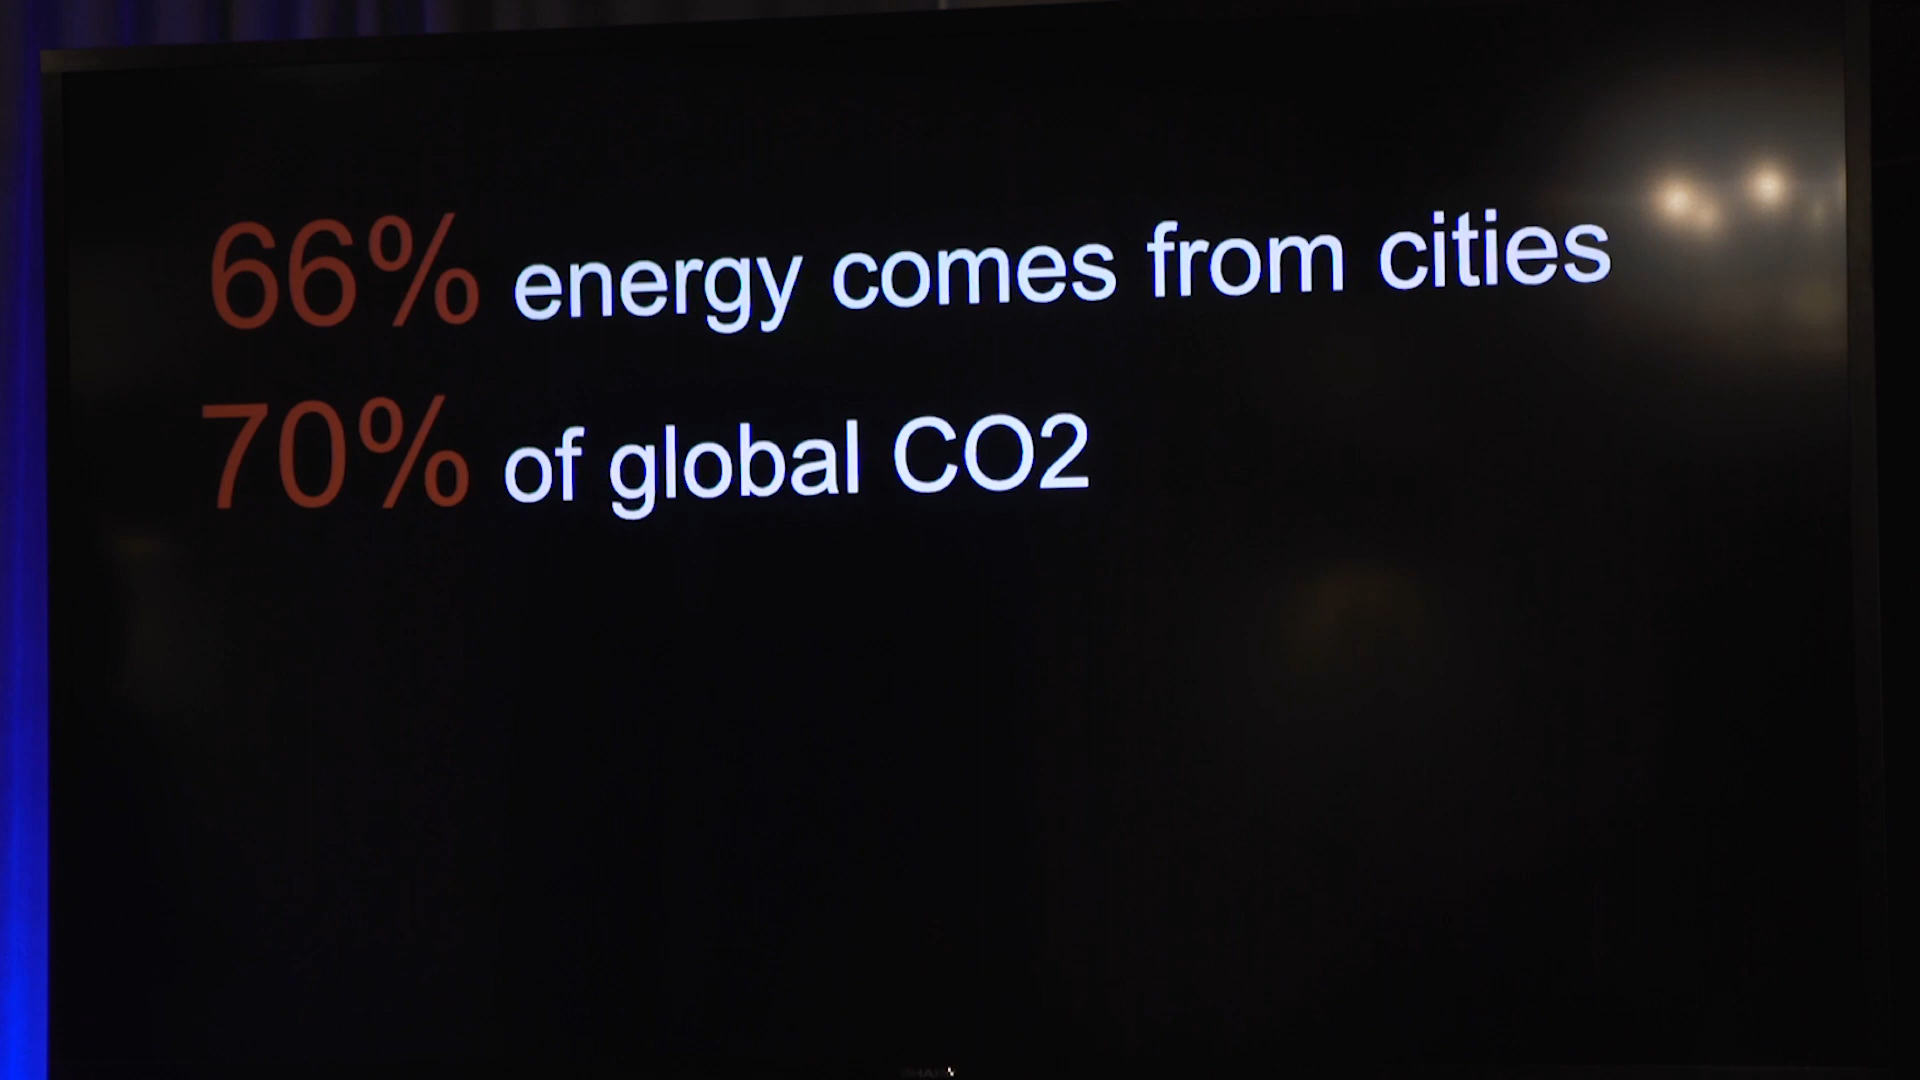 66% energy comes from cities
70% of global CO2